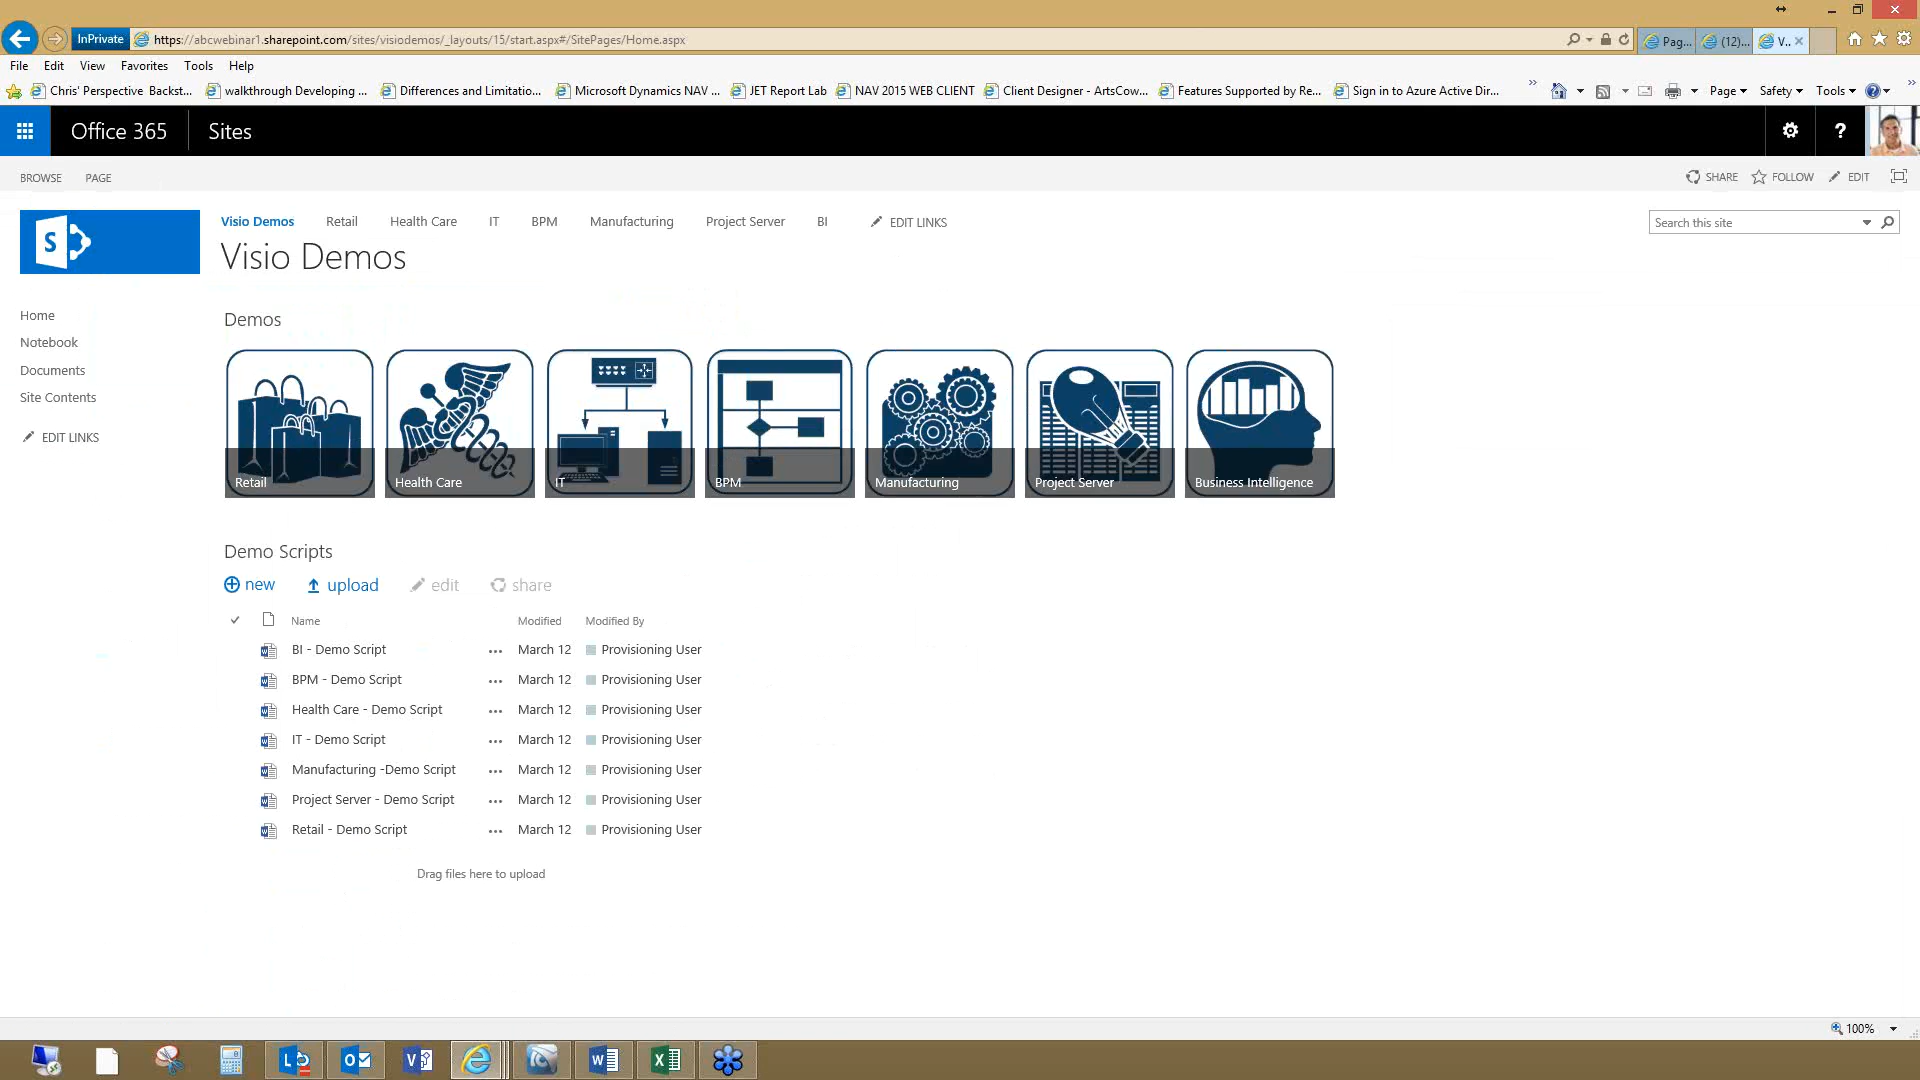 InPrivate
https://abcwebinar1.sharepoint.com/sites/visiodemos/_layouts/15/start.aspx#/SitePages/Home.aspx
Pag...
(12)...
V..
File Edit View Favorites Tools Help
Chris' Perspective Backst... walkthrough Developing ... Differences and Limitatio... Microsoft Dynamics NAV ... JET Report Lab NAV 2015 WEB CLIENT Client Designer - ArtsCow... Features Supported by Re... Sign in to Azure Active Dir... Page Safety Tools
Office 365 Sites ?
BROWSE PAGE SHARE FOLLOW EDIT
S
Visio Demos Retail Health Care IT BPM Manufacturing Project Server BI EDIT LINKS
Search this site
Visio Demos
Home
Notebook
Documents
Site Contents
EDIT LINKS
Demos
Retail Health Care IT BPM Manufacturing Project Server Business Intelligence
Demo Scripts
new upload edit share
Name Modified Modified By
BI - Demo Script ... March 12 Provisioning User
BPM - Demo Script ... March 12 Provisioning User
Health Care - Demo Script ... March 12 Provisioning User
IT - Demo Script ... March 12 Provisioning User
Manufacturing -Demo Script ... March 12 Provisioning User
Project Server - Demo Script ... March 12 Provisioning User
Retail - Demo Script ... March 12 Provisioning User
Drag files here to upload
100%